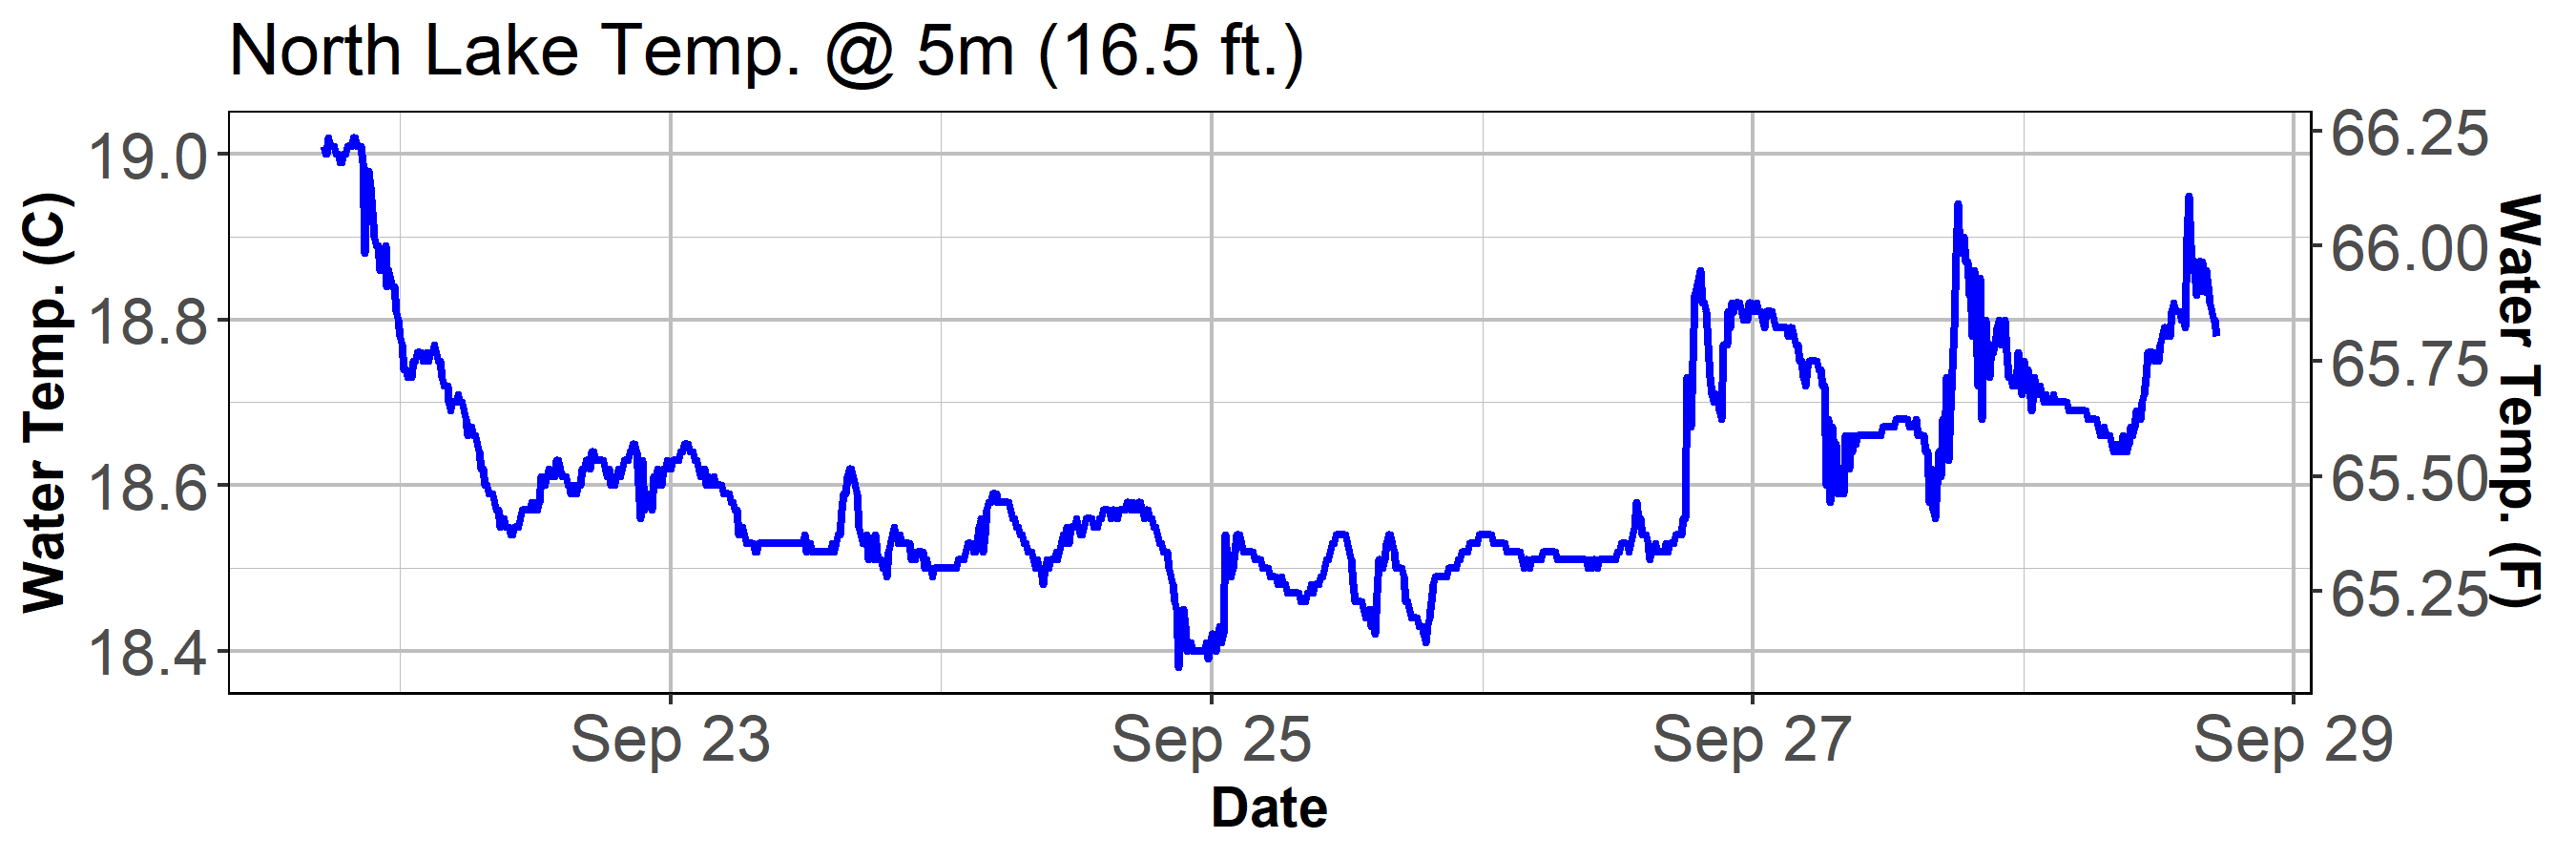 North Lake Temp. @ 5m (16.5 ft.)
19.0
18.8
18.6
18.4
Water Temp. (C)
66.25
66.00
65.75
65.50
65.25
Water Temp. (F)
Sep 23
Sep 25
Sep 27
Sep 29
Date